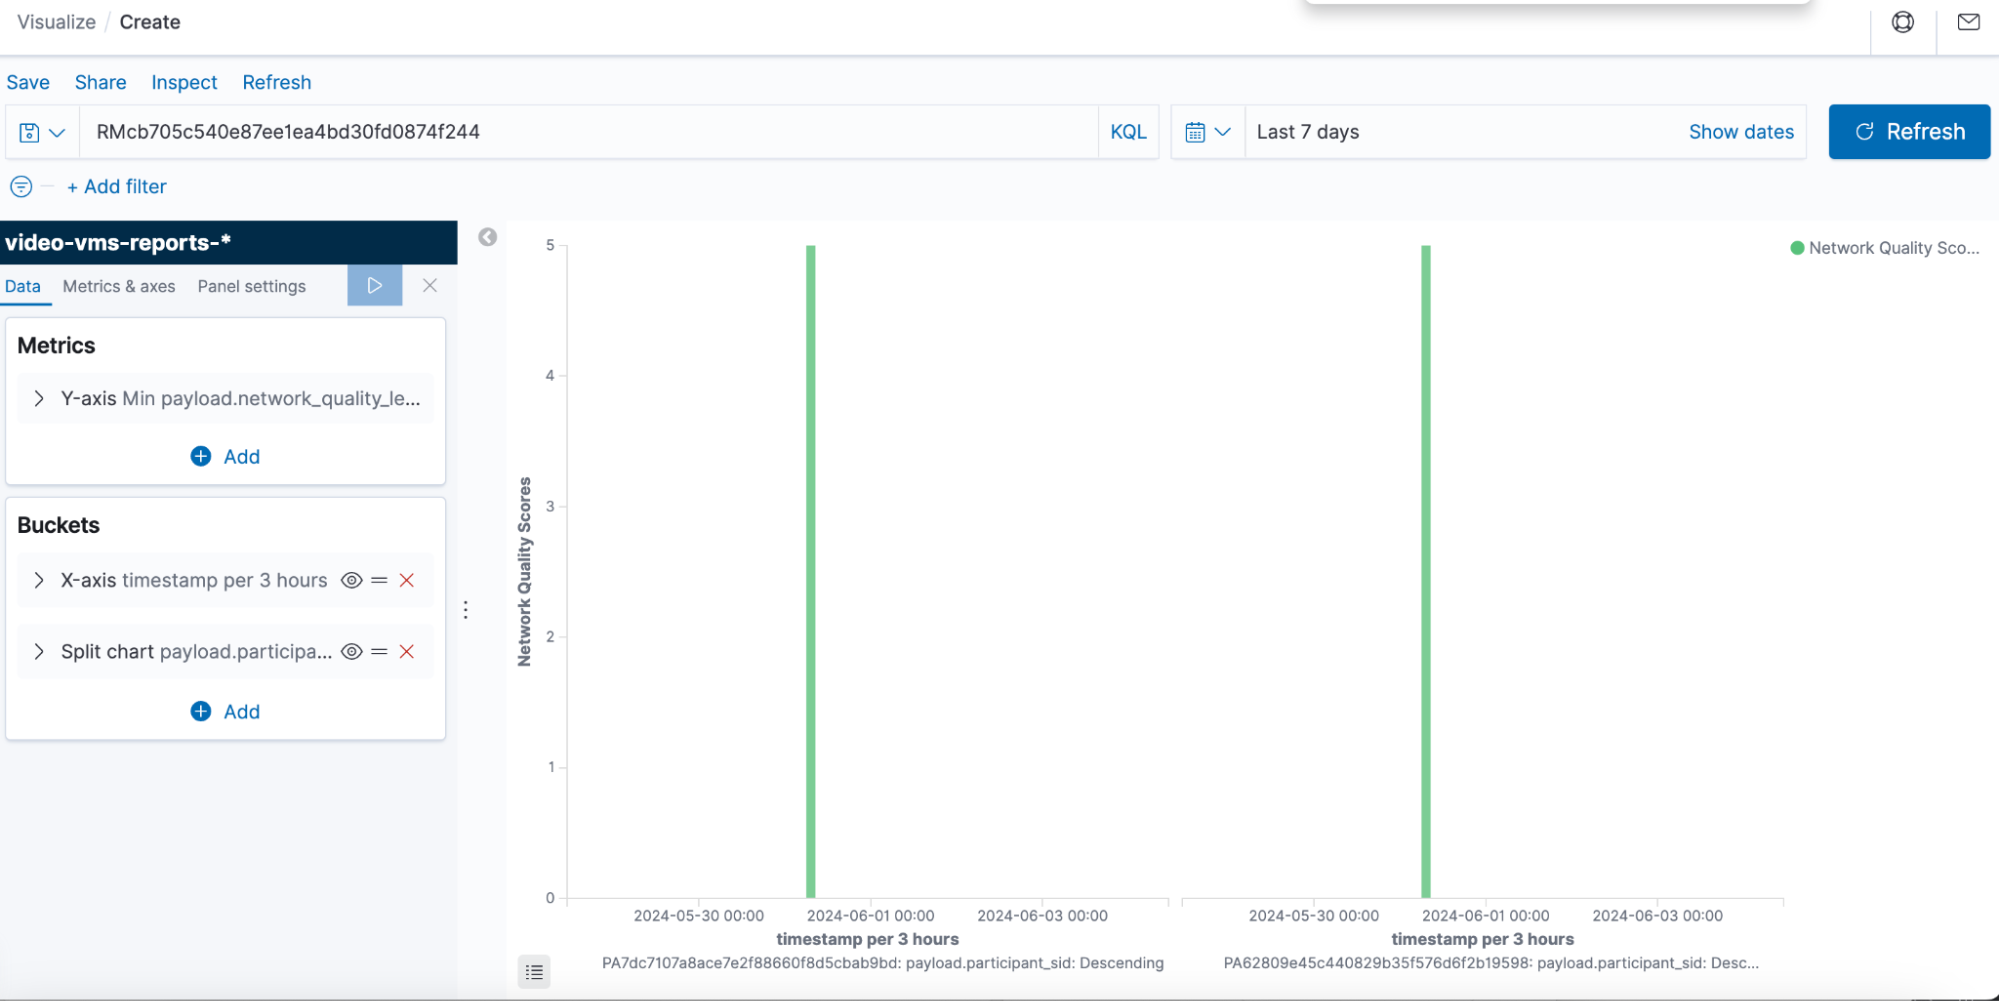 Visualize / Create
Save Share Inspect Refresh
RMcb705c540e87ee1ea4bd30fd0874f244 KQL Last 7 days Show dates Refresh
+ Add filter
video-vms-reports-*
Data Metrics & axes Panel settings
Metrics
Y-axis Min payload.network_quality_le...
Add
Buckets
X-axis timestamp per 3 hours
Split chart payload.participa...
Add
Network Quality Scores
5
4
3
2
1
0
2024-05-30 00:00 2024-06-01 00:00 2024-06-03 00:00
timestamp per 3 hours
PA7dc7107a8ace7e2f88660f8d5cbab9bd: payload.participant_sid: Descending
2024-05-30 00:00 2024-06-01 00:00 2024-06-03 00:00
timestamp per 3 hours
PA62809e45c440829b35f576d6f2b19598: payload.participant_sid: Desc...
Network Quality Sco...